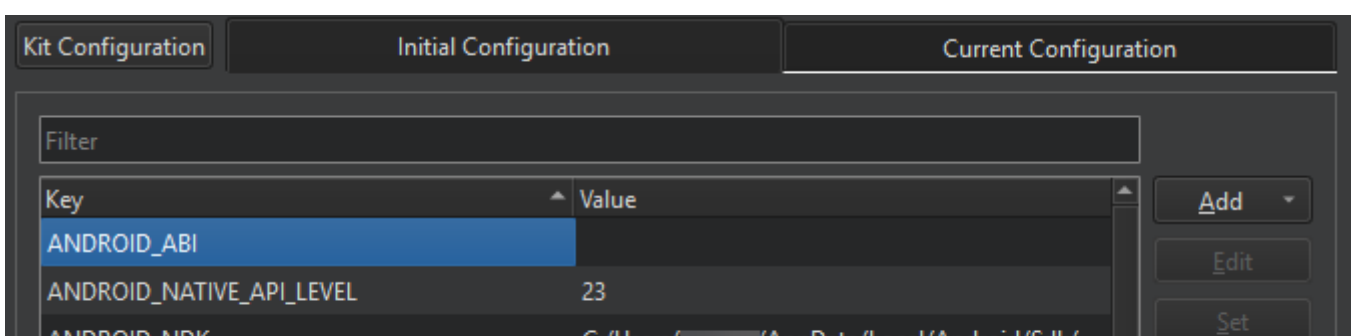 Kit Configuration Initial Configuration Current Configuration
Filter
Key Value
Add
ANDROID_ABI
Edit
ANDROID_NATIVE_API_LEVEL 23
Set